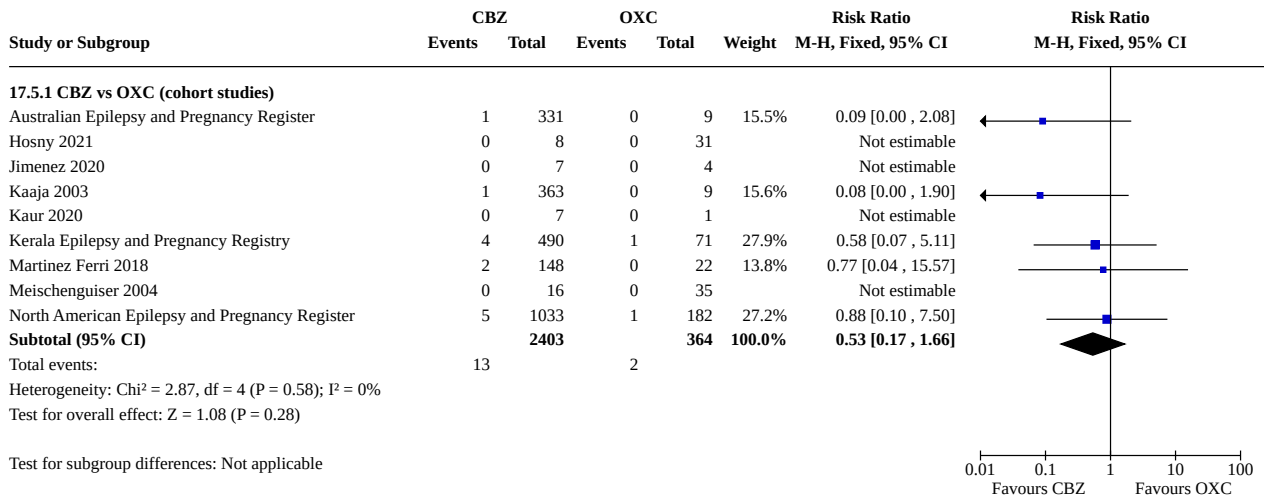 CBZ OXC Risk Ratio Risk Ratio
Study or Subgroup Events Total Events Total Weight M-H, Fixed, 95% CI M-H, Fixed, 95% CI
17.5.1 CBZ vs OXC (cohort studies)
Australian Epilepsy and Pregnancy Register 1 331 0 9 15.5% 0.09 [0.00 , 2.08]
Hosny 2021 0 8 0 31 Not estimable
Jimenez 2020 0 7 0 4 Not estimable
Kaaja 2003 1 363 0 9 15.6% 0.08 [0.00 , 1.90]
Kaur 2020 0 7 0 1 Not estimable
Kerala Epilepsy and Pregnancy Registry 4 490 1 71 27.9% 0.58 [0.07 , 5.11]
Martinez Ferri 2018 2 148 0 22 13.8% 0.77 [0.04 , 15.57]
Meischenguiser 2004 0 16 0 35 Not estimable
North American Epilepsy and Pregnancy Register 5 1033 1 182 27.2% 0.88 [0.10 , 7.50]
Subtotal (95% CI) 2403 364 100.0% 0.53 [0.17 , 1.66]
Total events: 13 2
Heterogeneity: Chi² = 2.87, df = 4 (P = 0.58); I² = 0%
Test for overall effect: Z = 1.08 (P = 0.28)
Test for subgroup differences: Not applicable
0.01 0.1 1 10 100
Favours CBZ Favours OXC